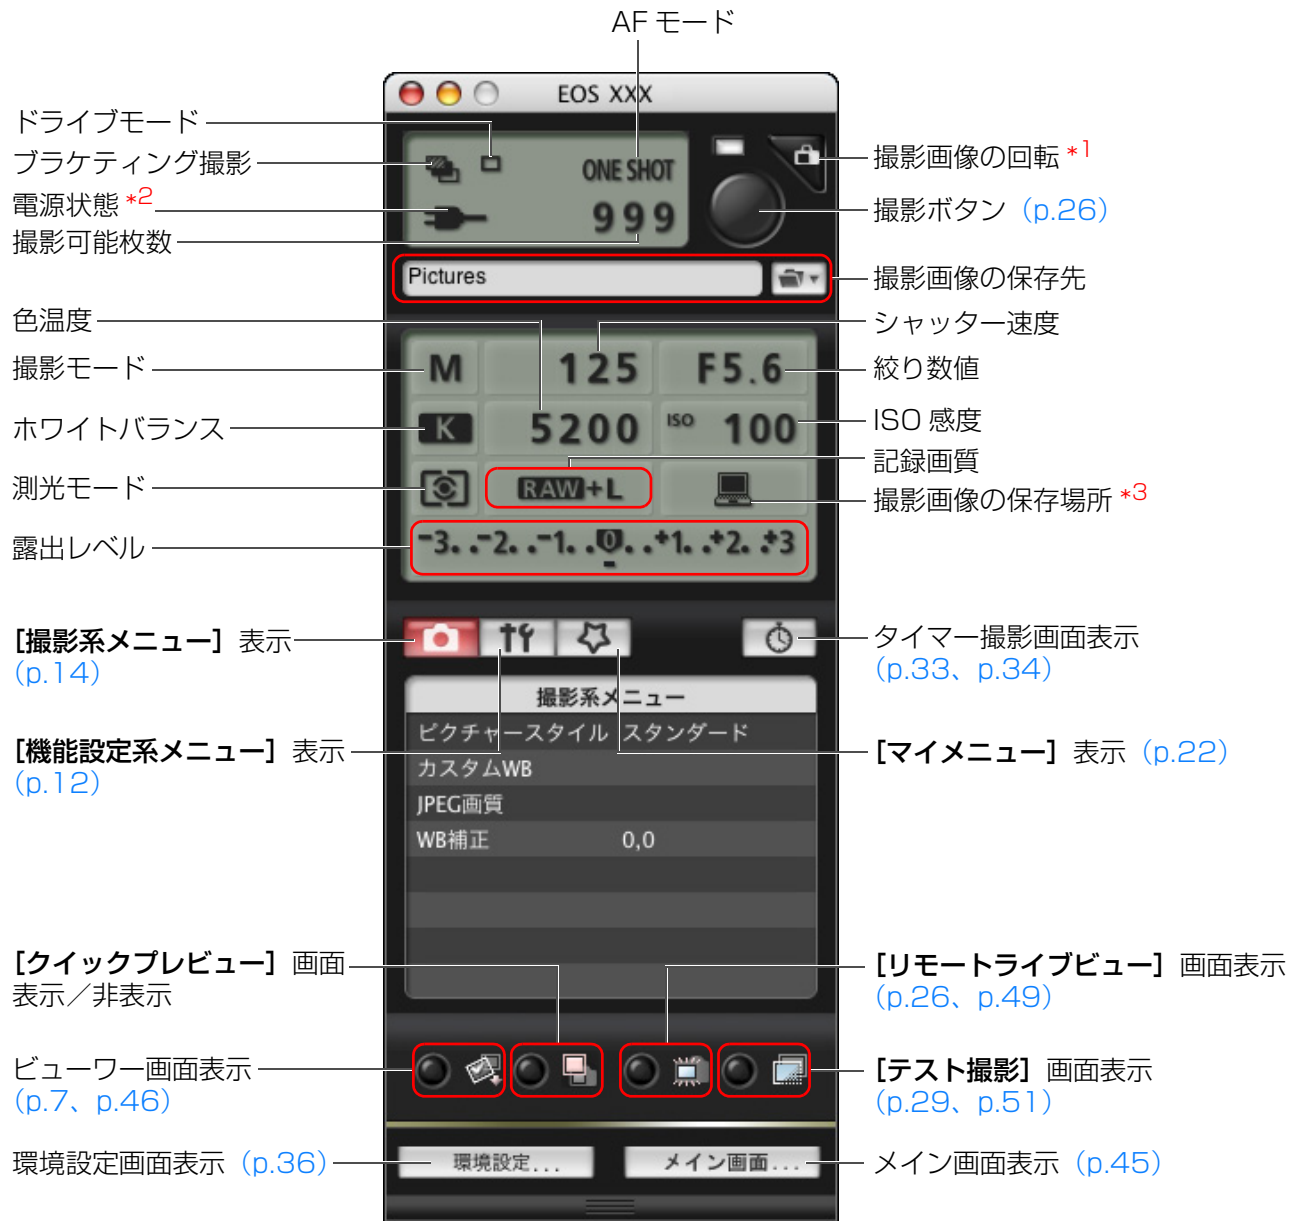 AF モード
EOS XXX
ドライブモード
ブラケティング撮影
電源状態 *2
撮影可能枚数
ONE SHOT
999
撮影画像の回転 *1
撮影ボタン（p.26）
Pictures
撮影画像の保存先
色温度
撮影モード
ホワイトバランス
測光モード
露出レベル
M
125
F5.6
K
5200
ISO 100
RAW+L
-3. .-2. .-1. .0. .+1. .+2. .+3
シャッター速度
絞り数値
ISO 感度
記録画質
撮影画像の保存場所 *3
［撮影系メニュー］表示
（p.14）
［機能設定系メニュー］表示
（p.12）
タイマー撮影画面表示
（p.33、p.34）
［マイメニュー］表示（p.22）
撮影系メニュー
ピクチャースタイル スタンダード
カスタムWB
JPEG画質
WB補正 0,0
［クイックプレビュー］画面
表示／非表示
［リモートライブビュー］画面表示
（p.26、p.49）
ビューワー画面表示
（p.7、p.46）
［テスト撮影］画面表示
（p.29、p.51）
環境設定画面表示（p.36）
環境設定...
メイン画面...
メイン画面表示（p.45）